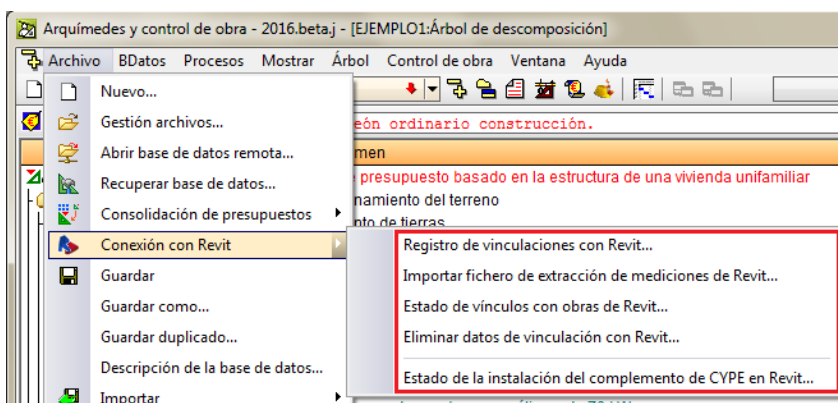 Arquímedes y control de obra - 2016.beta.j - [EJEMPLO1:Árbol de descomposición]
Archivo BDatos Procesos Mostrar Árbol Control de obra Ventana Ayuda
Nuevo...
Gestión archivos...
eón ordinario construcción.
Abrir base de datos remota...
men
Recuperar base de datos...
presupuesto basado en la estructura de una vivienda unifamiliar
namiento del terreno
Consolidación de presupuestos
nto de tierras
Conexión con Revit
Registro de vinculaciones con Revit...
Guardar
Importar fichero de extracción de mediciones de Revit...
Guardar como...
Estado de vínculos con obras de Revit...
Guardar duplicado...
Eliminar datos de vinculación con Revit...
Descripción de la base de datos...
Estado de la instalación del complemento de CYPE en Revit...
Importar